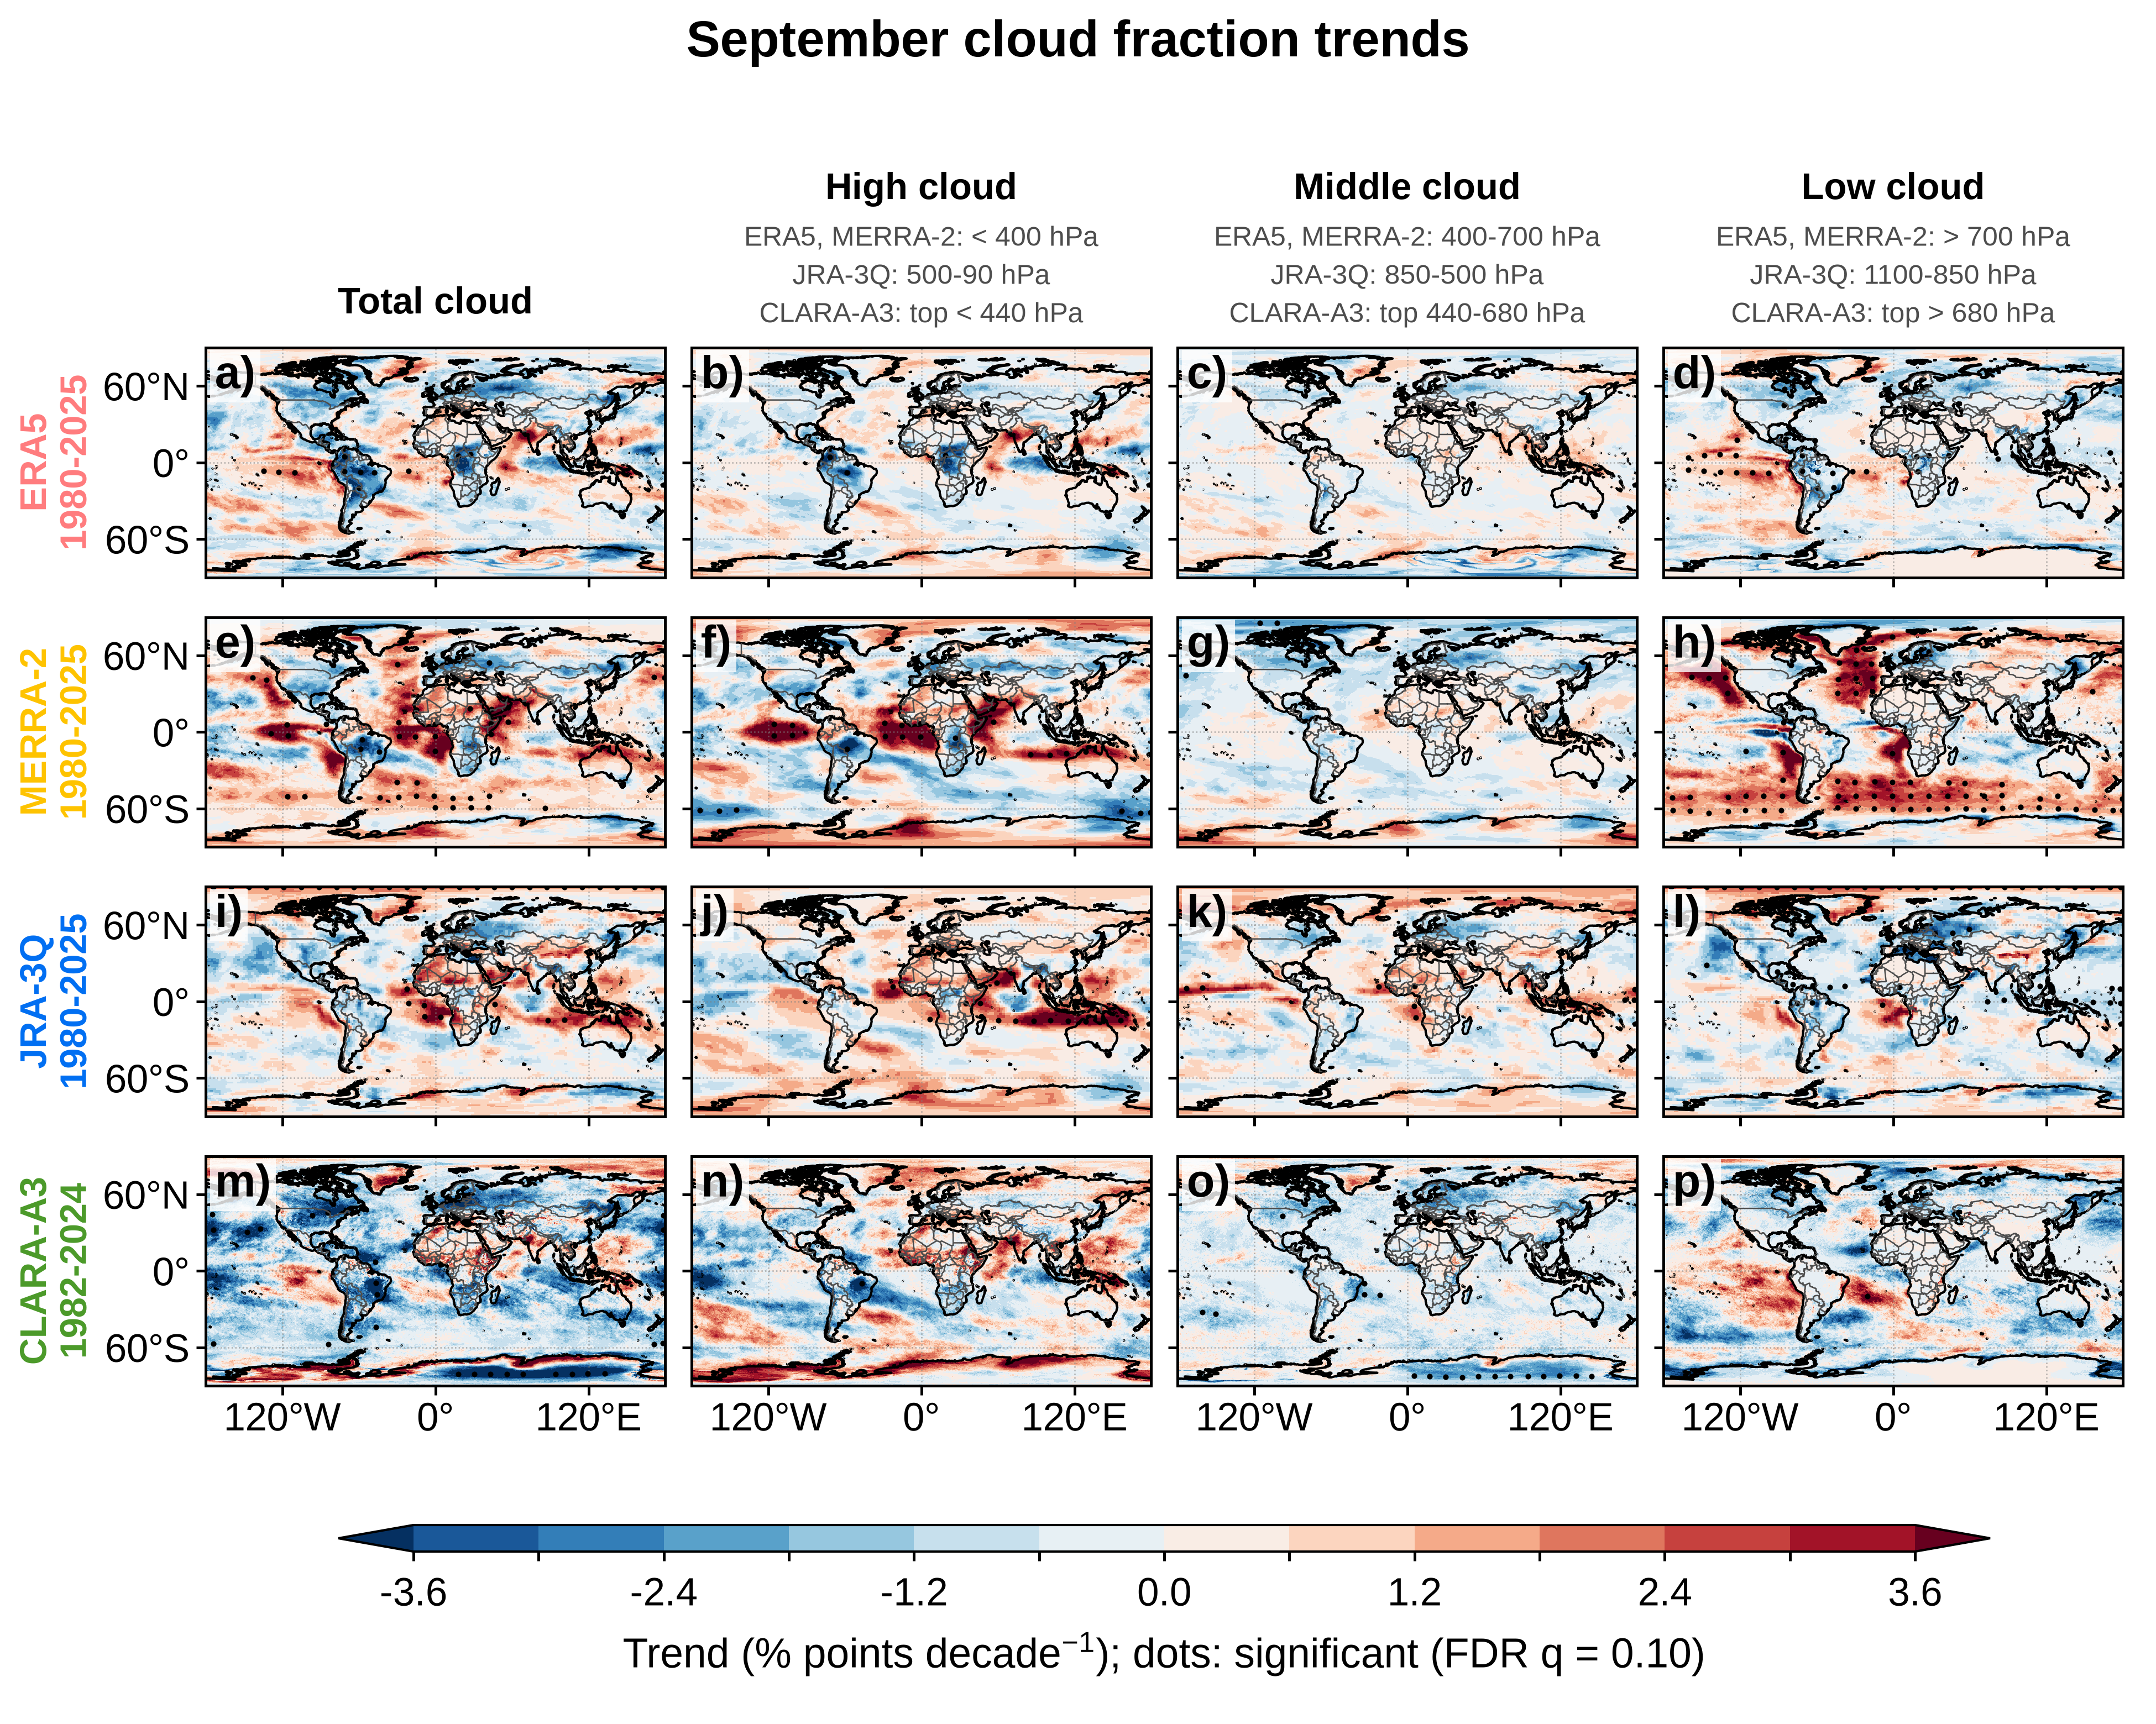 September cloud fraction trends
Total cloud
High cloud
ERA5, MERRA-2: < 400 hPa
JRA-3Q: 500-90 hPa
CLARA-A3: top < 440 hPa
Middle cloud
ERA5, MERRA-2: 400-700 hPa
JRA-3Q: 850-500 hPa
CLARA-A3: top 440-680 hPa
Low cloud
ERA5, MERRA-2: > 700 hPa
JRA-3Q: 1100-850 hPa
CLARA-A3: top > 680 hPa
ERA5
1980-2025
60°N
0°
60°S
a)
b)
c)
d)
MERRA-2
1980-2025
60°N
0°
60°S
e)
f)
g)
h)
JRA-3Q
1980-2025
60°N
0°
60°S
i)
j)
k)
l)
CLARA-A3
1982-2024
60°N
0°
60°S
m)
n)
o)
p)
120°W 0° 120°E
120°W 0° 120°E
120°W 0° 120°E
120°W 0° 120°E
-3.6 -2.4 -1.2 0.0 1.2 2.4 3.6
Trend (% points decade⁻¹); dots: significant (FDR q = 0.10)